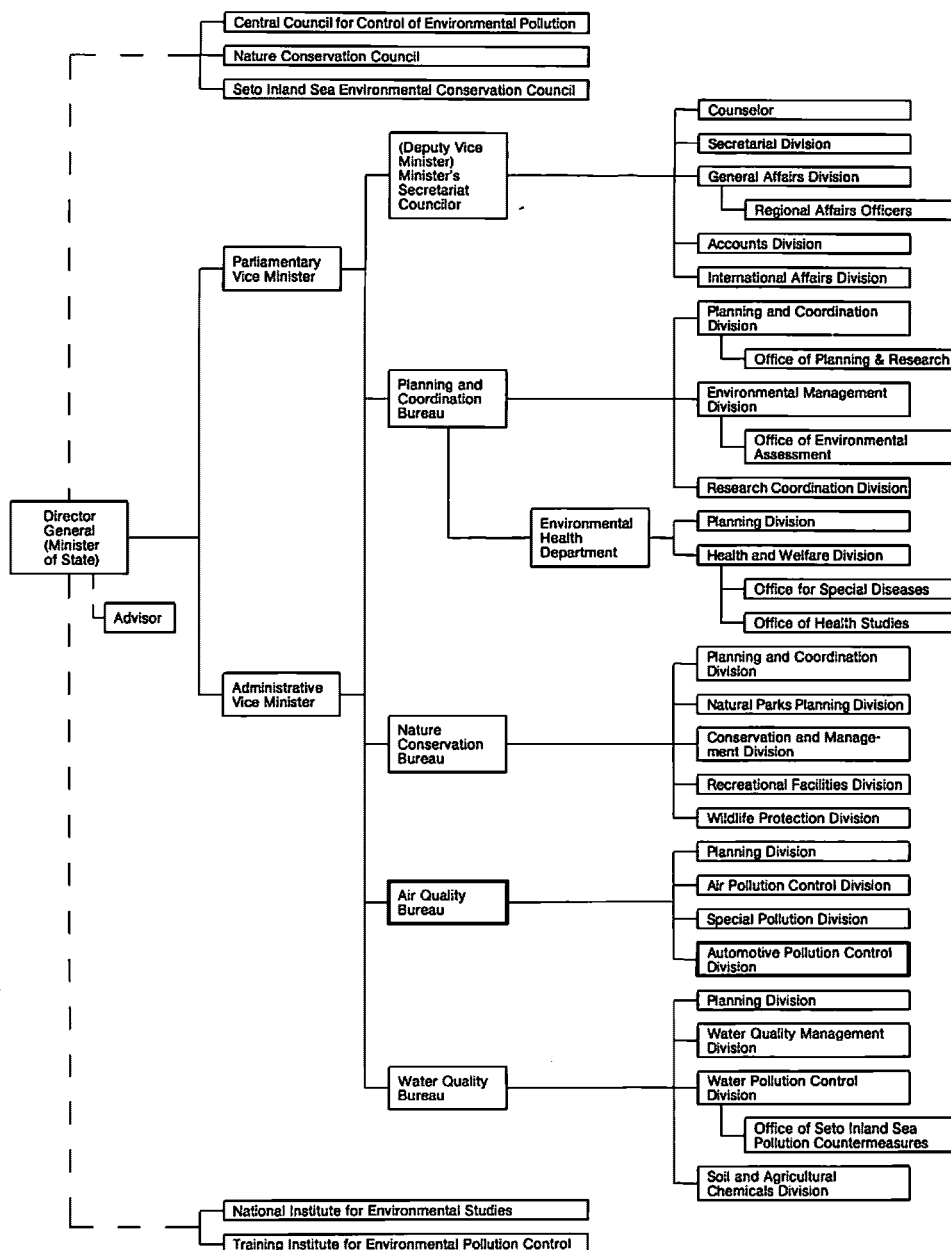 Central Council for Control of Environmental Pollution
Nature Conservation Council
Seto Inland Sea Environmental Conservation Council
Counselor
(Deputy Vice
Minister)
Minister's
Secretariat
Councilor
Secretarial Division
General Affairs Division
Regional Affairs Officers
Accounts Division
International Affairs Division
Parliamentary
Vice Minister
Planning and Coordination
Division
Office of Planning & Research
Planning and
Coordination
Bureau
Environmental Management
Division
Office of Environmental
Assessment
Research Coordination Division
Director
General
(Minister
of State)
Environmental
Health
Department
Planning Division
Health and Welfare Division
Office for Special Diseases
Office of Health Studies
Advisor
Administrative
Vice Minister
Planning and Coordination
Division
Natural Parks Planning Division
Nature
Conservation
Bureau
Conservation and Manage-
ment Division
Recreational Facilities Division
Wildlife Protection Division
Planning Division
Air Quality
Bureau
Air Pollution Control Division
Special Pollution Division
Automotive Pollution Control
Division
Planning Division
Water Quality Management
Division
Water Quality
Bureau
Water Pollution Control
Division
Office of Seto Inland Sea
Pollution Countermeasures
Soil and Agricultural
Chemicals Division
National Institute for Environmental Studies
Training Institute for Environmental Pollution Control